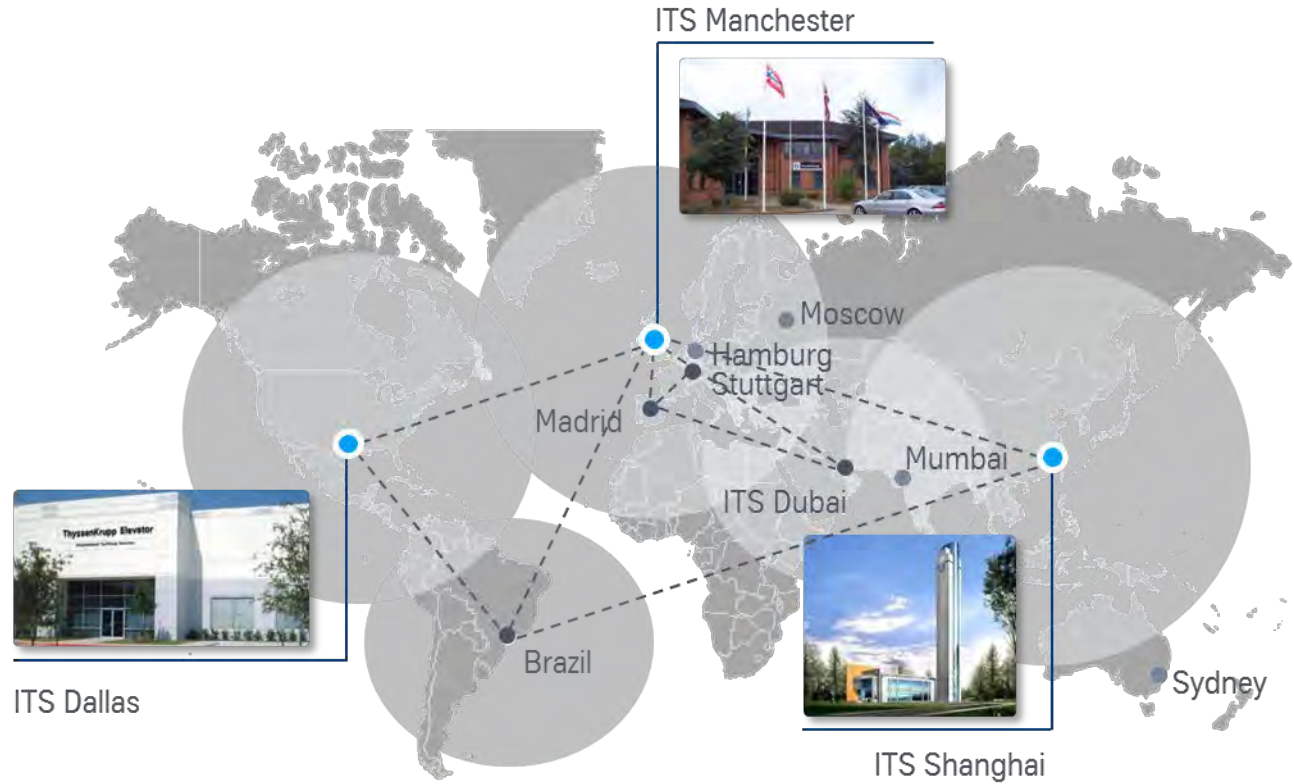 ITS Manchester
Moscow
Hamburg
Stuttgart
Madrid
Mumbai
ITS Dubai
ThyssenKrupp Elevator
Brazil
Sydney
ITS Dallas
ITS Shanghai